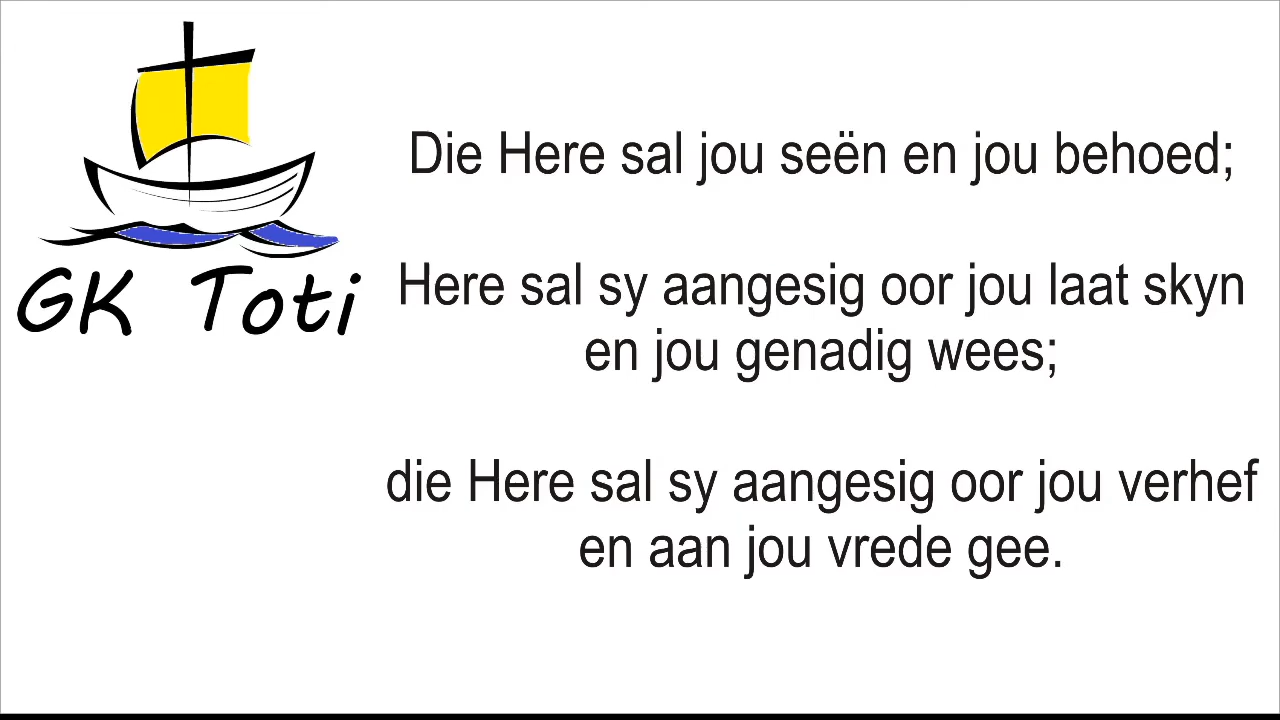 GK Toti
Die Here sal jou seën en jou behoed;
Here sal sy aangesig oor jou laat skyn
en jou genadig wees;
die Here sal sy aangesig oor jou verhef
en aan jou vrede gee.